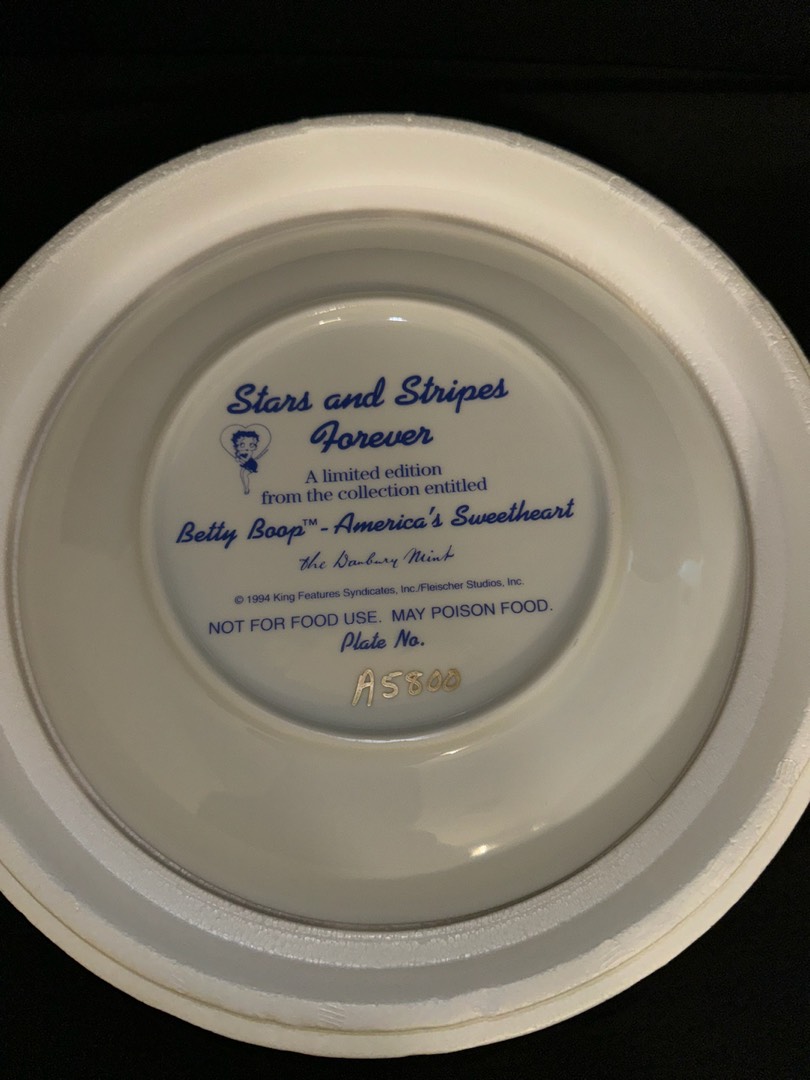 Stars and Stripes
Forever
A limited edition
from the collection entitled
Betty Boop™ - America's Sweetheart
the Danbury Mint
© 1994 King Features Syndicates, Inc./Fleischer Studios, Inc.
NOT FOR FOOD USE. MAY POISON FOOD.
Plate No.
A5800